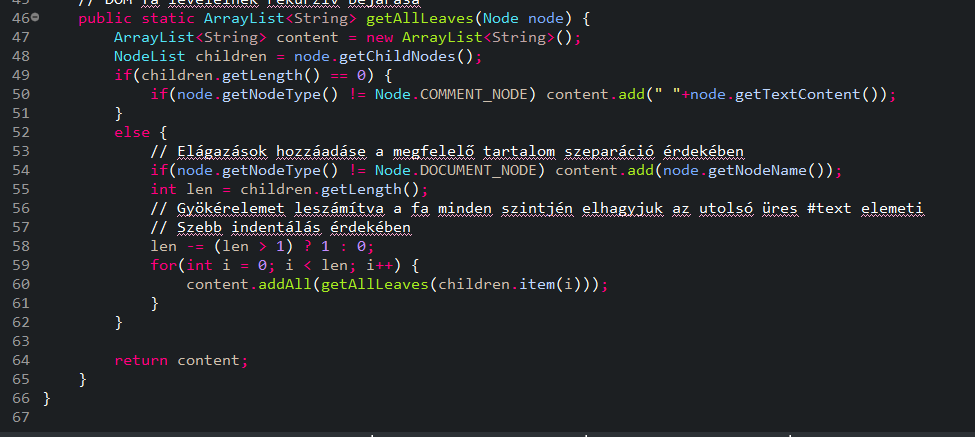 45 // DOM fa leveleinek rekurzív bejárása
46 public static ArrayList<String> getAllLeaves(Node node) {
47 ArrayList<String> content = new ArrayList<String>();
48 NodeList children = node.getChildNodes();
49 if(children.getLength() == 0) {
50 if(node.getNodeType() != Node.COMMENT_NODE) content.add(" "+node.getTextContent());
51 }
52 else {
53 // Elágazások hozzáadáse a megfelelő tartalom szeparáció érdekében
54 if(node.getNodeType() != Node.DOCUMENT_NODE) content.add(node.getNodeName());
55 int len = children.getLength();
56 // Gyökérelemet leszámítva a fa minden szintjén elhagyjuk az utolsó üres #text elemeti
57 // Szebb indentálás érdekében
58 len -= (len > 1) ? 1 : 0;
59 for(int i = 0; i < len; i++) {
60 content.addAll(getAllLeaves(children.item(i)));
61 }
62 }
63
64 return content;
65 }
66 }
67